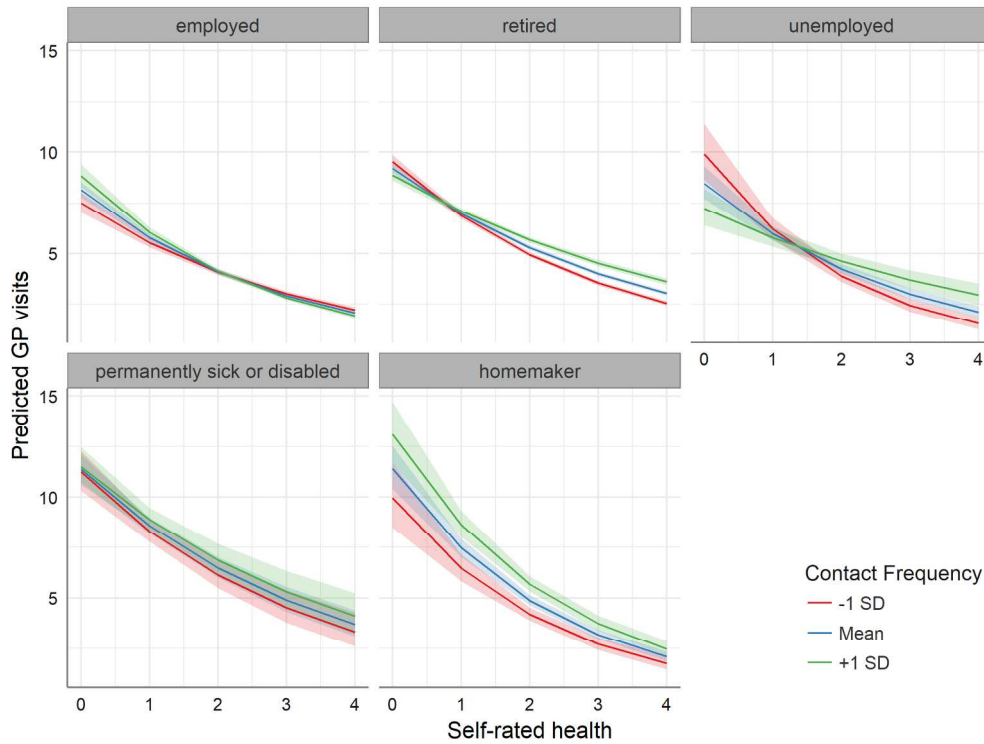 employed
retired
unemployed
15
10
5
0 1 2 3 4
permanently sick or disabled
homemaker
15
10
5
0 1 2 3 4
0 1 2 3 4
Predicted GP visits
Self-rated health
Contact Frequency
-1 SD
Mean
+1 SD